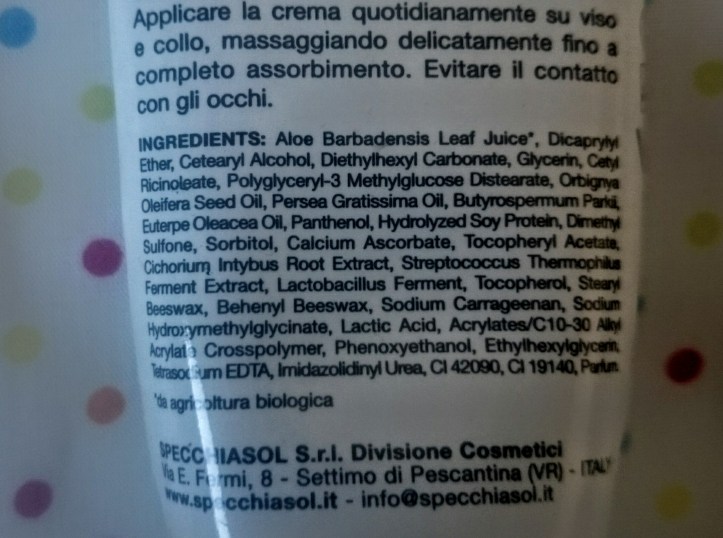 Applicare la crema quotidianamente su viso
e collo, massaggiando delicatamente fino a
completo assorbimento. Evitare il contatto
con gli occhi.
INGREDIENTS: Aloe Barbadensis Leaf Juice*, Dicaprylyl
Ether, Cetearyl Alcohol, Diethylhexyl Carbonate, Glycerin, Cetyl
Ricinoleate, Polyglyceryl-3 Methylglucose Distearate, Orbignya
Oleifera Seed Oil, Persea Gratissima Oil, Butyrospermum Parkii,
Euterpe Oleacea Oil, Panthenol, Hydrolyzed Soy Protein, Dimethyl
Sulfone, Sorbitol, Calcium Ascorbate, Tocopheryl Acetate,
Cichorium Intybus Root Extract, Streptococcus Thermophilus
Ferment Extract, Lactobacillus Ferment, Tocopherol, Stearyl
Beeswax, Behenyl Beeswax, Sodium Carrageenan, Sodium
Hydroxymethylglycinate, Lactic Acid, Acrylates/C10-30 Alkyl
Acrylate Crosspolymer, Phenoxyethanol, Ethylhexylglycerin,
Tetrasodium EDTA, Imidazolidinyl Urea, CI 42090, CI 19140, Parfum.
*da agricoltura biologica
SPECCHIASOL S.r.l. Divisione Cosmetici
Via E. Fermi, 8 - Settimo di Pescantina (VR) - ITALY
www.specchiasol.it - info@specchiasol.it